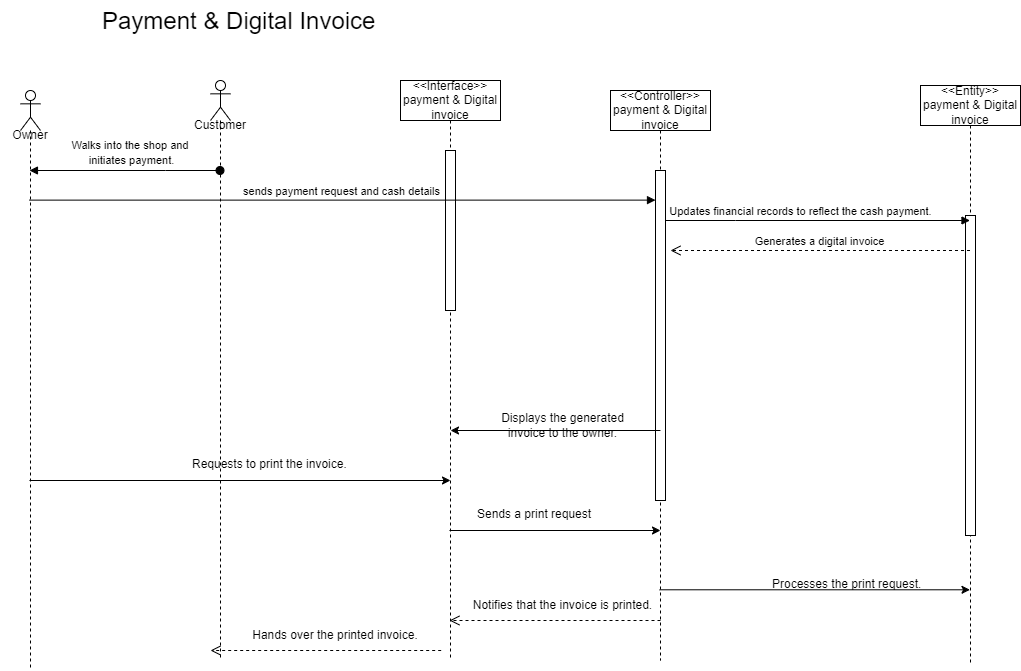 Payment & Digital Invoice
Owner
Customer
<<Interface>>
payment & Digital
invoice
<<Controller>>
payment & Digital
invoice
<<Entity>>
payment & Digital
invoice
Walks into the shop and
initiates payment.
sends payment request and cash details
Updates financial records to reflect the cash payment.
Generates a digital invoice
Displays the generated
invoice to the owner.
Requests to print the invoice.
Sends a print request
Processes the print request.
Notifies that the invoice is printed.
Hands over the printed invoice.